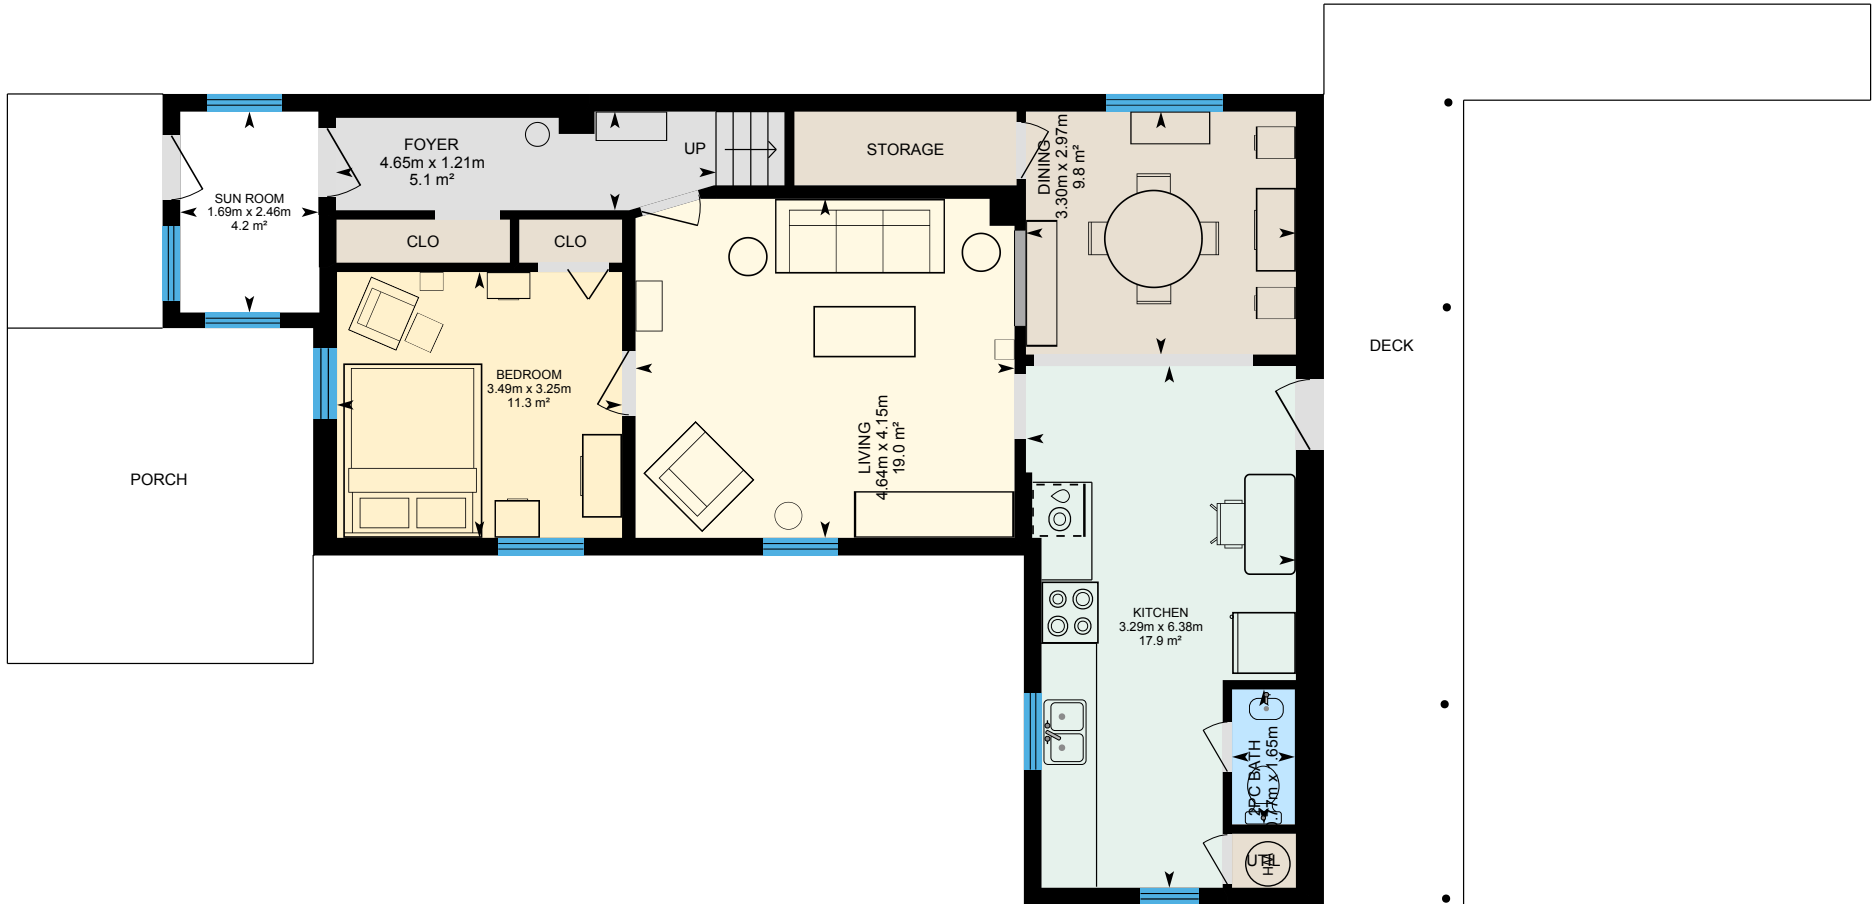 FOYER
4.65m x 1.21m
5.1 m²
UP
STORAGE
DINING
3.30m x 2.97m
9.8 m²
SUN ROOM
1.69m x 2.46m
4.2 m²
CLO
CLO
BEDROOM
3.49m x 3.25m
11.3 m²
LIVING
4.64m x 4.15m
19.0 m²
DECK
PORCH
KITCHEN
3.29m x 6.38m
17.9 m²
2PC BATH
0.77m x 1.65m
UTIL
HW